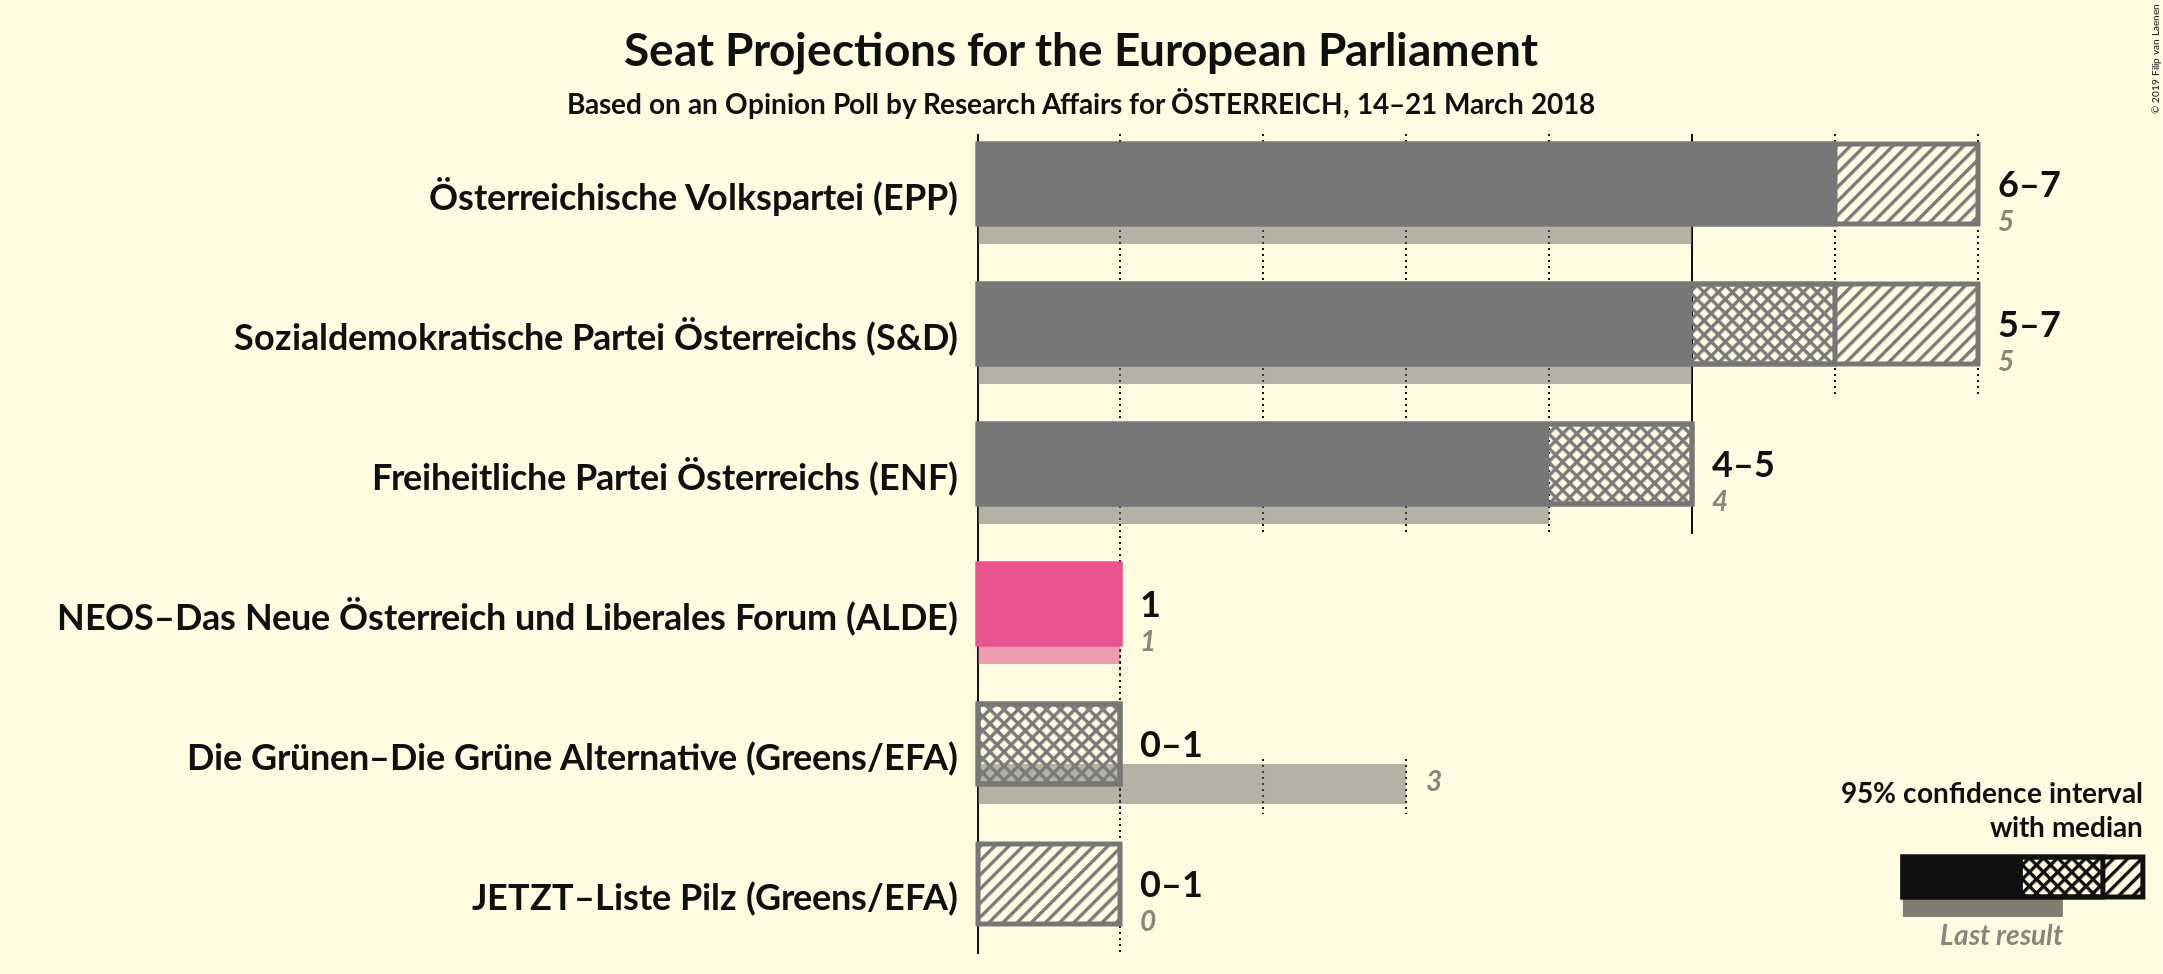 Seat Projections for the European Parliament
Based on an Opinion Poll by Research Affairs for ÖSTERREICH, 14–21 March 2018
© 2019 Filip van Laenen
Österreichische Volkspartei (EPP)
6–7
5
Sozialdemokratische Partei Österreichs (S&D)
5–7
5
Freiheitliche Partei Österreichs (ENF)
4–5
4
NEOS–Das Neue Österreich und Liberales Forum (ALDE)
1
1
Die Grünen–Die Grüne Alternative (Greens/EFA)
0–1
3
JETZT–Liste Pilz (Greens/EFA)
0–1
0
95% confidence interval
with median
Last result